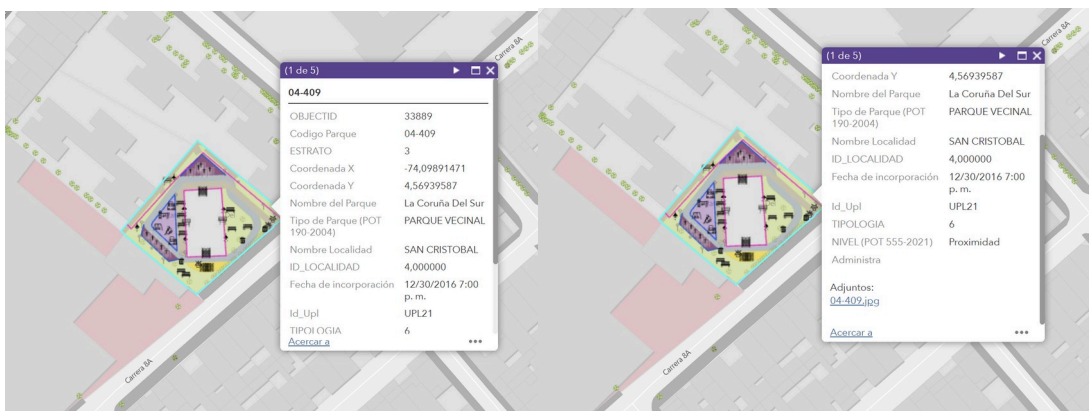 Carrera 8A
(1 de 5)
04-409
OBJECTID 33889
Codigo Parque 04-409
ESTRATO 3
Coordenada X -74,09891471
Coordenada Y 4,56939587
Nombre del Parque La Coruña Del Sur
Tipo de Parque (POT PARQUE VECINAL
190-2004)
Nombre Localidad SAN CRISTOBAL
ID_LOCALIDAD 4,000000
Fecha de incorporación 12/30/2016 7:00
p. m.
Id_Upl UPL21
TIPOLOGIA 6
Acercar a
Carrera 8A
Carrera 8A
(1 de 5)
Coordenada Y 4,56939587
Nombre del Parque La Coruña Del Sur
Tipo de Parque (POT PARQUE VECINAL
190-2004)
Nombre Localidad SAN CRISTOBAL
ID_LOCALIDAD 4,000000
Fecha de incorporación 12/30/2016 7:00
p. m.
Id_Upl UPL21
TIPOLOGIA 6
NIVEL (POT 555-2021) Proximidad
Administra
Adjuntos:
04-409.jpg
Acercar a
Carrera 8A